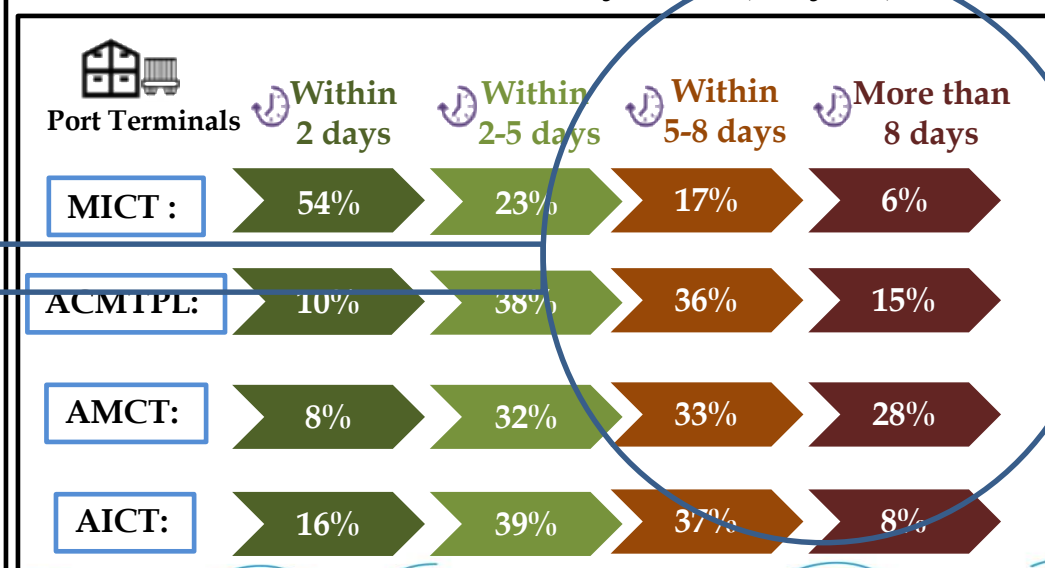 Within Within Within More than
Port Terminals 2 days 2-5 days 5-8 days 8 days
MICT : 54% 23% 17% 6%
ACMTPL: 10% 38% 36% 15%
AMCT: 8% 32% 33% 28%
AICT: 16% 39% 37% 8%